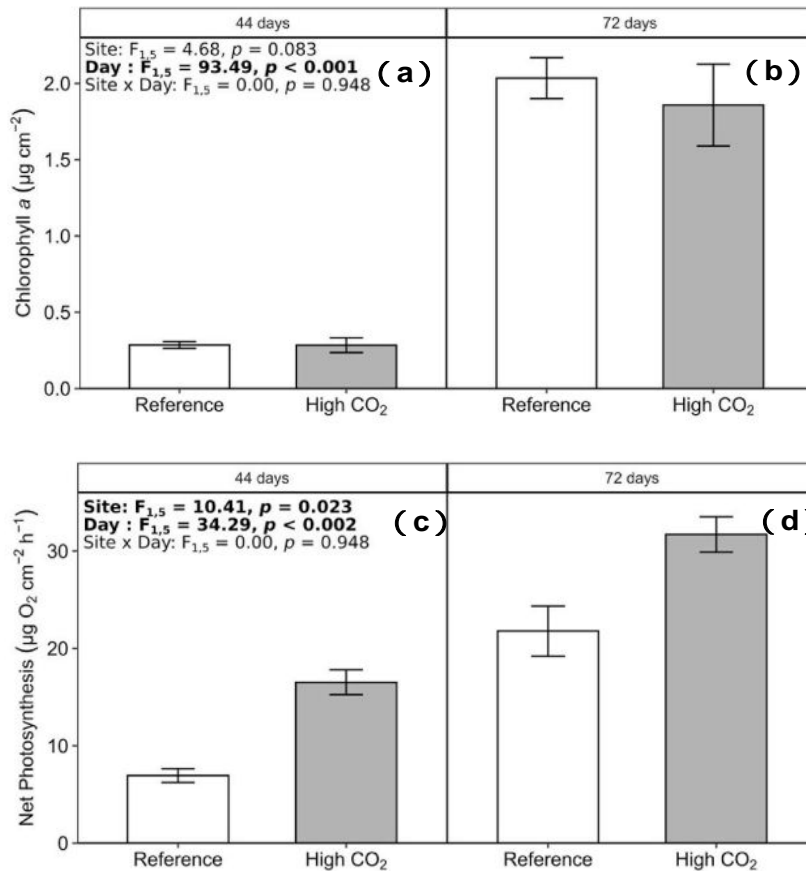 44 days
72 days
Site: F1,5 = 4.68, p = 0.083
Day : F1,5 = 93.49, p < 0.001
Site x Day: F1,5 = 0.00, p = 0.948
(a)
(b)
Chlorophyll a (µg cm−2)
2.0
1.5
1.0
0.5
0.0
Reference
High CO2
Reference
High CO2
44 days
72 days
Site: F1,5 = 10.41, p = 0.023
Day : F1,5 = 34.29, p < 0.002
Site x Day: F1,5 = 0.00, p = 0.948
(c)
(d)
Net Photosynthesis (µg O2 cm−2 h−1)
30
20
10
0
Reference
High CO2
Reference
High CO2